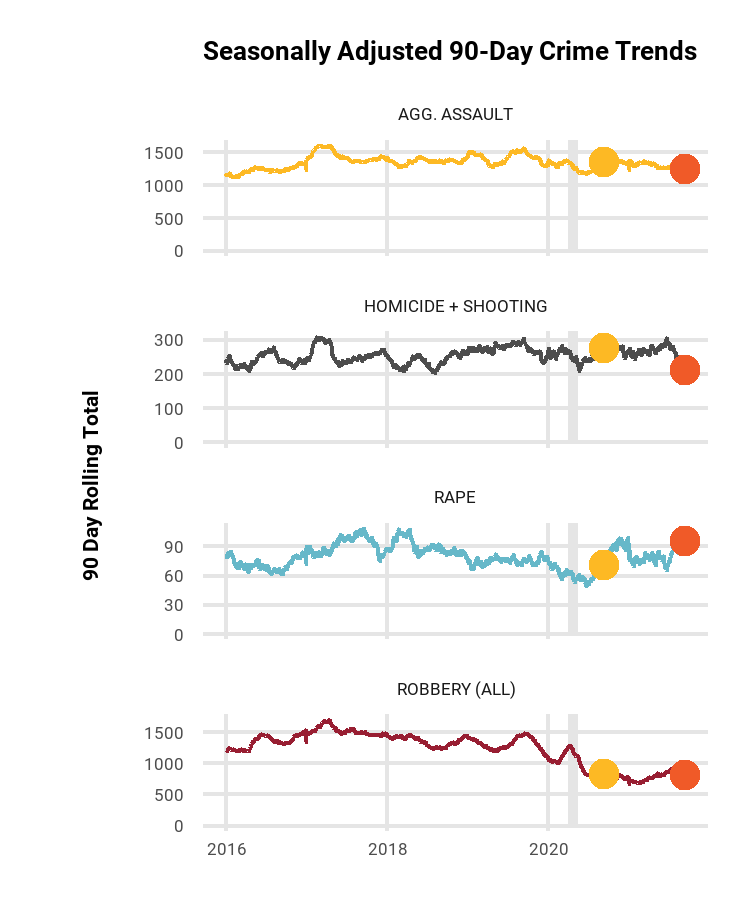 Seasonally Adjusted 90-Day Crime Trends
AGG. ASSAULT
1500
1000
500
0
HOMICIDE + SHOOTING
300
200
100
0
90 Day Rolling Total
RAPE
90
60
30
0
ROBBERY (ALL)
1500
1000
500
0
2016 2018 2020